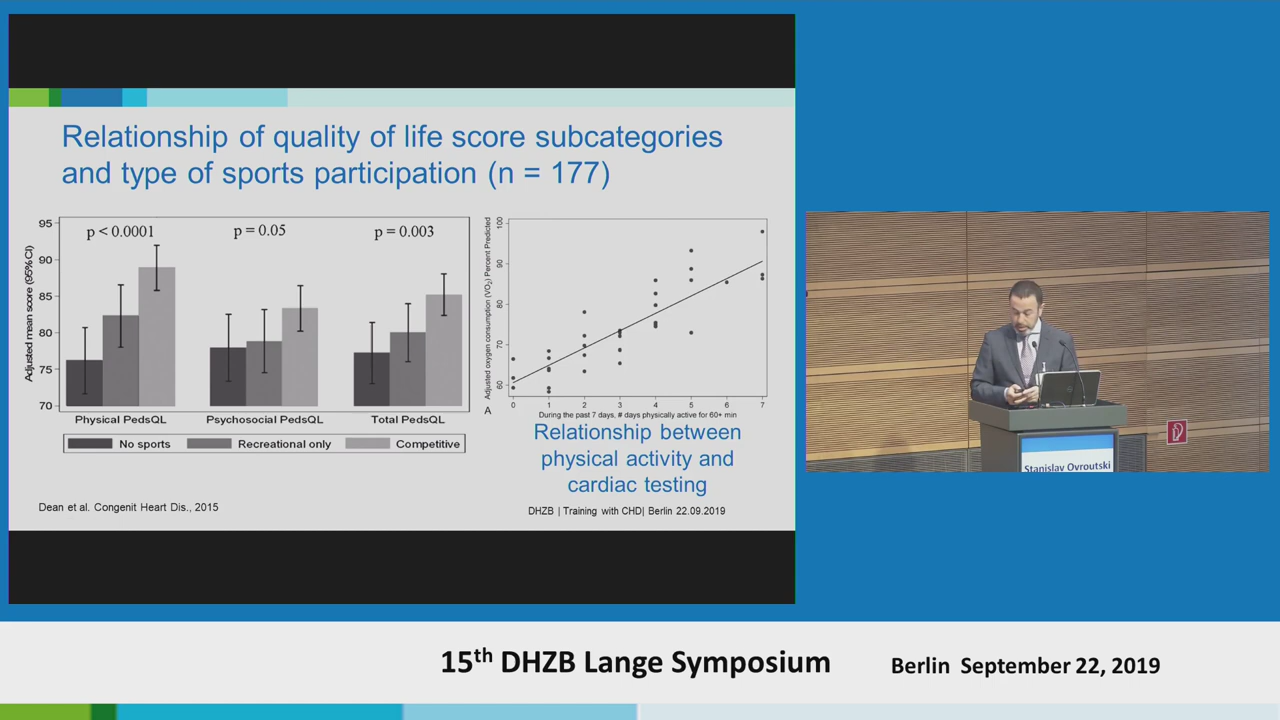 Relationship of quality of life score subcategories
and type of sports participation (n = 177)
Adjusted mean score (95% CI)
95
90
85
80
75
70
p < 0.0001
p = 0.05
p = 0.003
Physical PedsQL
Psychosocial PedsQL
Total PedsQL
No sports
Recreational only
Competitive
Adjusted oxygen consumption (VO₂) Percent Predicted
100
90
80
70
60
0 1 2 3 4 5 6 7
A
During the past 7 days, # days physically active for 60+ min
Relationship between
physical activity and
cardiac testing
Dean et al. Congenit Heart Dis., 2015
DHZB | Training with CHD| Berlin 22.09.2019
Stanislav Ovroutski
15th DHZB Lange Symposium
Berlin September 22, 2019